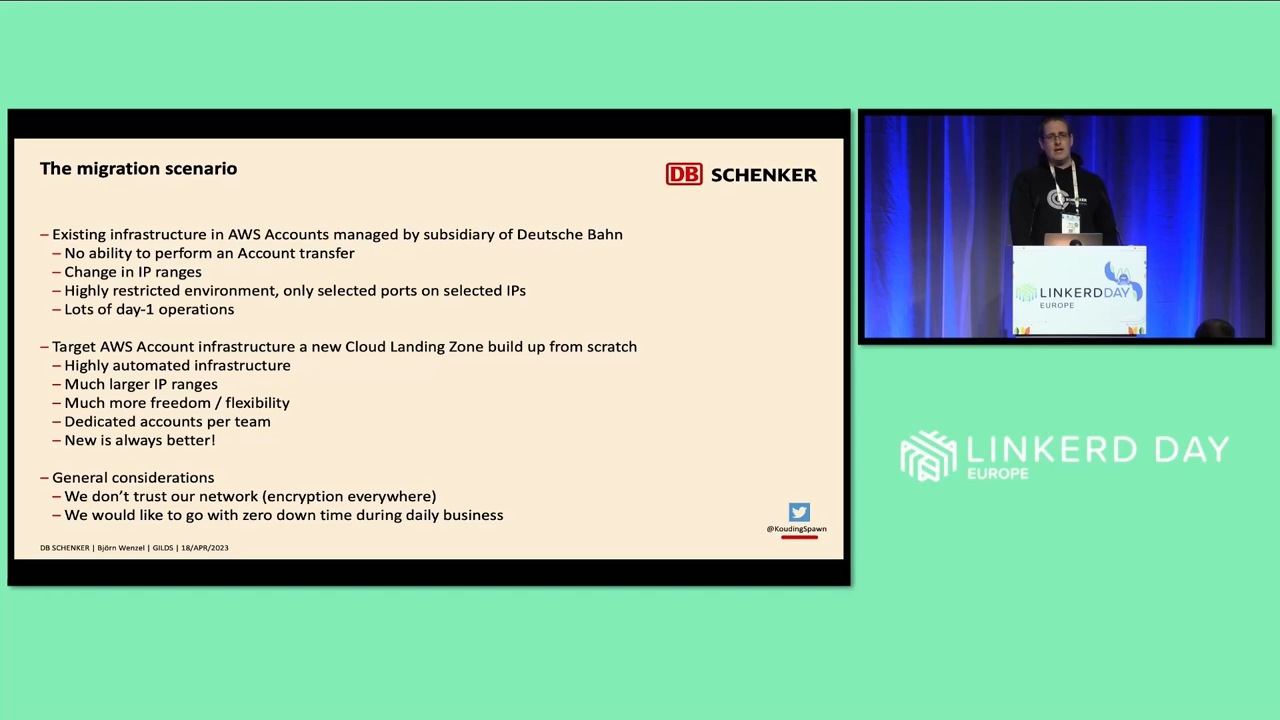 The migration scenario
DB SCHENKER
– Existing infrastructure in AWS Accounts managed by subsidiary of Deutsche Bahn
– No ability to perform an Account transfer
– Change in IP ranges
– Highly restricted environment, only selected ports on selected IPs
– Lots of day-1 operations
– Target AWS Account infrastructure a new Cloud Landing Zone build up from scratch
– Highly automated infrastructure
– Much larger IP ranges
– Much more freedom / flexibility
– Dedicated accounts per team
– New is always better!
– General considerations
– We don’t trust our network (encryption everywhere)
– We would like to go with zero down time during daily business
@KoudingSpawn
DB SCHENKER | Björn Wenzel | GILDS | 18/APR/2023
LINKERD DAY
EUROPE
LINKERD DAY
EUROPE